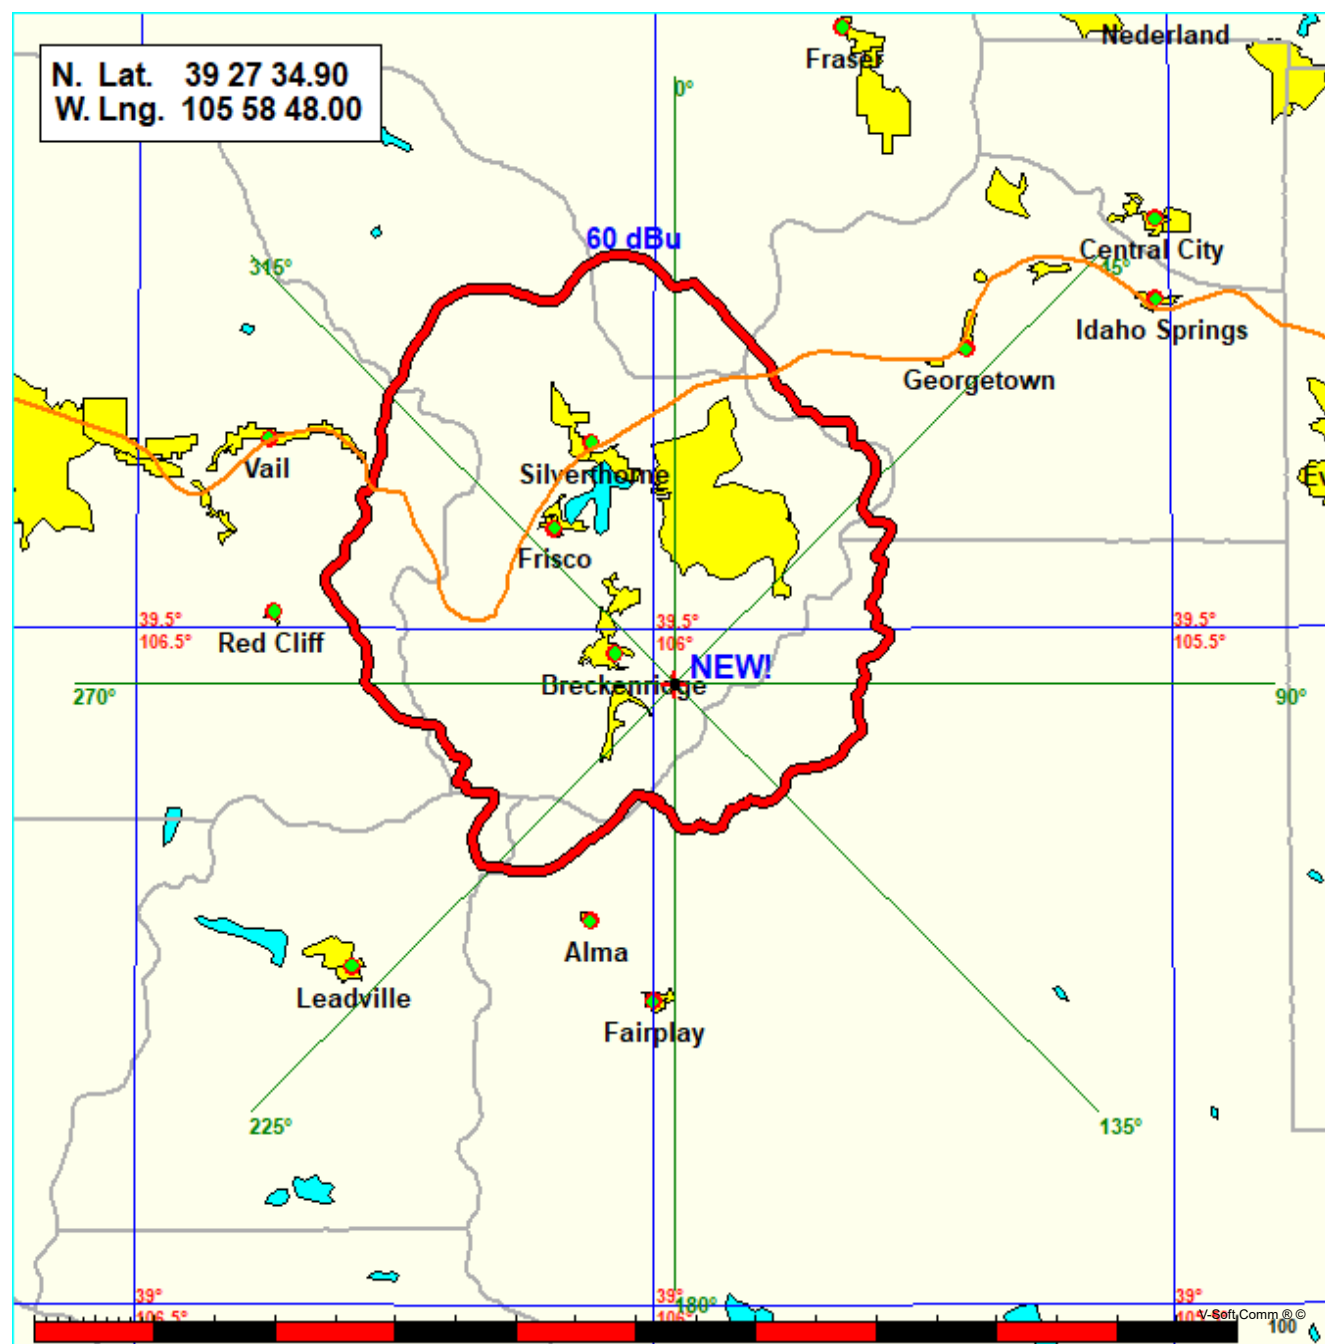 N. Lat. 39 27 34.90
W. Lng. 105 58 48.00
Fraser
Nederland
0°
60 dBu
315°
45°
Central City
Idaho Springs
Georgetown
Vail
Silverthorne
Frisco
Red Cliff
39.5°
106.5°
39.5°
106°
39.5°
105.5°
NEW!
Breckenridge
270°
90°
Alma
Leadville
Fairplay
225°
135°
39°
106.5°
39°
180°
39°
V-Soft Comm ® ©
100